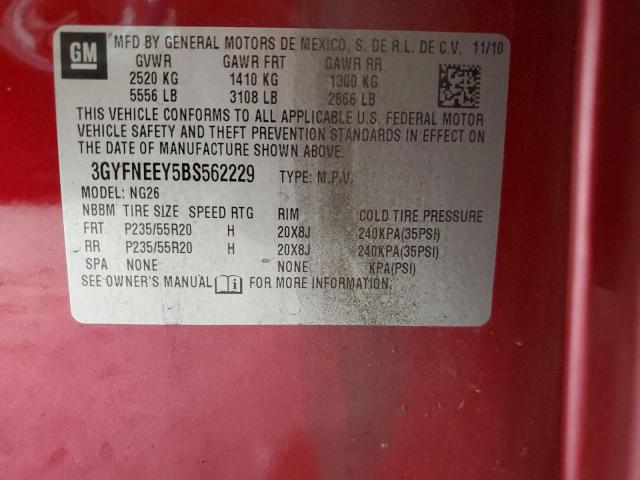 GM MFD BY GENERAL MOTORS DE MEXICO, S. DE R.L. DE C.V. 11/10
GVWR GAWR FRT GAWR RR
2520 KG 1410 KG 1300 KG
5556 LB 3108 LB 2866 LB
THIS VEHICLE CONFORMS TO ALL APPLICABLE U.S. FEDERAL MOTOR
VEHICLE SAFETY AND THEFT PREVENTION STANDARDS IN EFFECT ON
THE DATE OF MANUFACTURE SHOWN ABOVE.
3GYFNEEY5BS562229 TYPE: M.P.V.
MODEL: NG26
NBBM TIRE SIZE SPEED RTG RIM COLD TIRE PRESSURE
FRT P235/55R20 H 20X8J 240KPA(35PSI)
RR P235/55R20 H 20X8J 240KPA(35PSI)
SPA NONE NONE KPA(PSI)
SEE OWNER'S MANUAL FOR MORE INFORMATION.